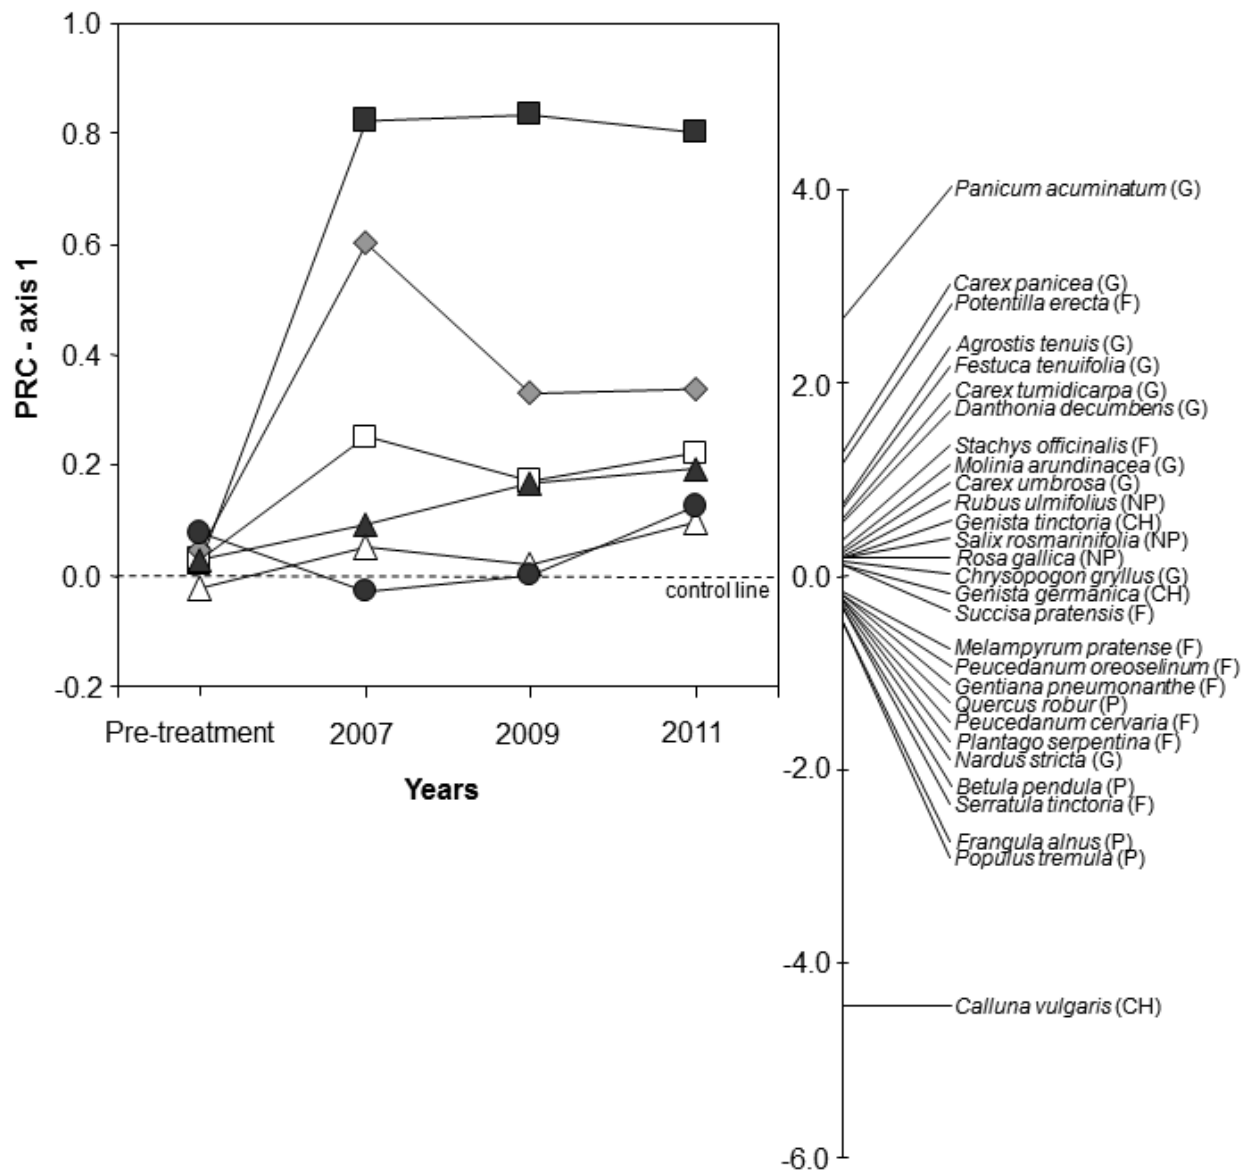 1.0
0.8
0.6
0.4
0.2
0.0
-0.2
PRC - axis 1
control line
Pre-treatment 2007 2009 2011
Years
4.0
2.0
0.0
-2.0
-4.0
-6.0
Panicum acuminatum (G)
Carex panicea (G)
Potentilla erecta (F)
Agrostis tenuis (G)
Festuca tenuifolia (G)
Carex tumidicarpa (G)
Danthonia decumbens (G)
Stachys officinalis (F)
Molinia arundinacea (G)
Carex umbrosa (G)
Rubus ulmifolius (NP)
Genista tinctoria (CH)
Salix rosmarinifolia (NP)
Rosa gallica (NP)
Chrysopogon gryllus (G)
Genista germanica (CH)
Succisa pratensis (F)
Melampyrum pratense (F)
Peucedanum oreoselinum (F)
Gentiana pneumonanthe (F)
Quercus robur (P)
Peucedanum cervaria (F)
Plantago serpentina (F)
Nardus stricta (G)
Betula pendula (P)
Serratula tinctoria (F)
Frangula alnus (P)
Populus tremula (P)
Calluna vulgaris (CH)